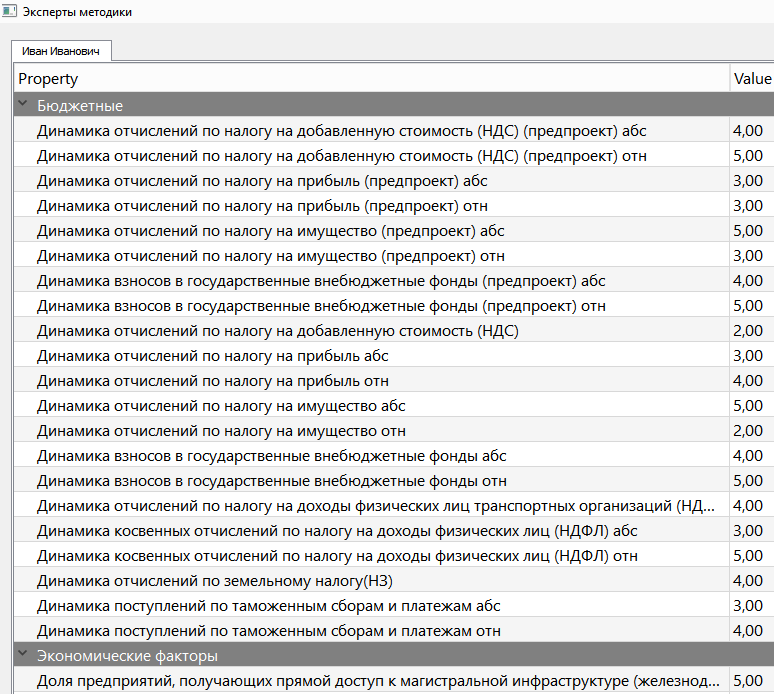 Эксперты методики
Иван Иванович
Property Value
Бюджетные
Динамика отчислений по налогу на добавленную стоимость (НДС) (предпроект) абс 4,00
Динамика отчислений по налогу на добавленную стоимость (НДС) (предпроект) отн 5,00
Динамика отчислений по налогу на прибыль (предпроект) абс 3,00
Динамика отчислений по налогу на прибыль (предпроект) отн 3,00
Динамика отчислений по налогу на имущество (предпроект) абс 5,00
Динамика отчислений по налогу на имущество (предпроект) отн 3,00
Динамика взносов в государственные внебюджетные фонды (предпроект) абс 4,00
Динамика взносов в государственные внебюджетные фонды (предпроект) отн 5,00
Динамика отчислений по налогу на добавленную стоимость (НДС) 2,00
Динамика отчислений по налогу на прибыль абс 3,00
Динамика отчислений по налогу на прибыль отн 4,00
Динамика отчислений по налогу на имущество абс 5,00
Динамика отчислений по налогу на имущество отн 2,00
Динамика взносов в государственные внебюджетные фонды абс 4,00
Динамика взносов в государственные внебюджетные фонды отн 5,00
Динамика отчислений по налогу на доходы физических лиц транспортных организаций (НД... 4,00
Динамика косвенных отчислений по налогу на доходы физических лиц (НДФЛ) абс 3,00
Динамика косвенных отчислений по налогу на доходы физических лиц (НДФЛ) отн 5,00
Динамика отчислений по земельному налогу(НЗ) 4,00
Динамика поступлений по таможенным сборам и платежам абс 3,00
Динамика поступлений по таможенным сборам и платежам отн 4,00
Экономические факторы
Доля предприятий, получающих прямой доступ к магистральной инфраструктуре (железнод... 5,00